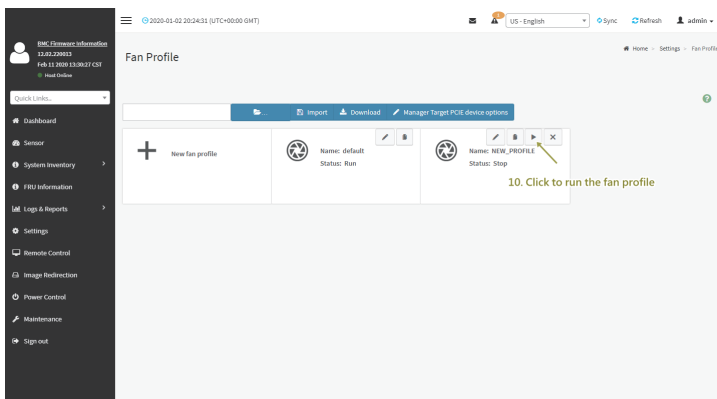 2020-01-02 20:24:31 (UTC+00:00 GMT)
US - English
Sync
Refresh
admin
BMC Firmware Information
12.02.220013
Feb 11 2020 13:30:27 CST
Host Online
Fan Profile
Home > Settings > Fan Profile
Quick Links...
Dashboard
Sensor
System Inventory
FRU Information
Logs & Reports
Settings
Remote Control
Image Redirection
Power Control
Maintenance
Sign out
... Import Download Manager Target PCIE device options
New fan profile
Name: default
Status: Run
Name: NEW_PROFILE
Status: Stop
10. Click to run the fan profile